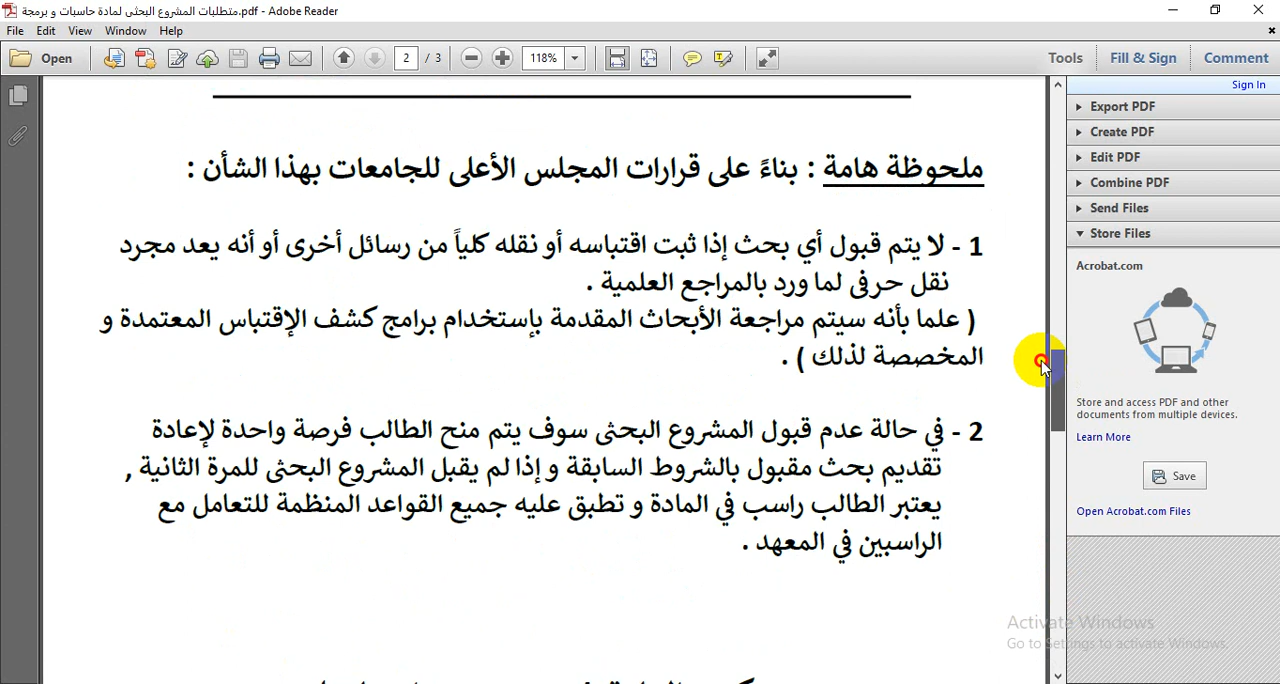 متطلبات المشروع البحثى لمادة حاسبات و برمجة.pdf - Adobe Reader
File Edit View Window Help
Open 2 / 3 118% Tools Fill & Sign Comment
Sign In
Export PDF
Create PDF
Edit PDF
Combine PDF
Send Files
Store Files
Acrobat.com
Store and access PDF and other
documents from multiple devices.
Learn More
Save
Open Acrobat.com Files
ملحوظة هامة : بناءً على قرارات المجلس الأعلى للجامعات بهذا الشأن :
1 - لا يتم قبول أي بحث إذا ثبت اقتباسه أو نقله كلياً من رسائل أخرى أو أنه يعد مجرد
نقل حرفى لما ورد بالمراجع العلمية .
( علما بأنه سيتم مراجعة الأبحاث المقدمة بإستخدام برامج كشف الإقتباس المعتمدة و
المخصصة لذلك ) .
2 - في حالة عدم قبول المشروع البحثى سوف يتم منح الطالب فرصة واحدة لإعادة
تقديم بحث مقبول بالشروط السابقة و إذا لم يقبل المشروع البحثى للمرة الثانية ,
يعتبر الطالب راسب في المادة و تطبق عليه جميع القواعد المنظمة للتعامل مع
الراسبين في المعهد .
Activate Windows
Go to Settings to activate Windows.